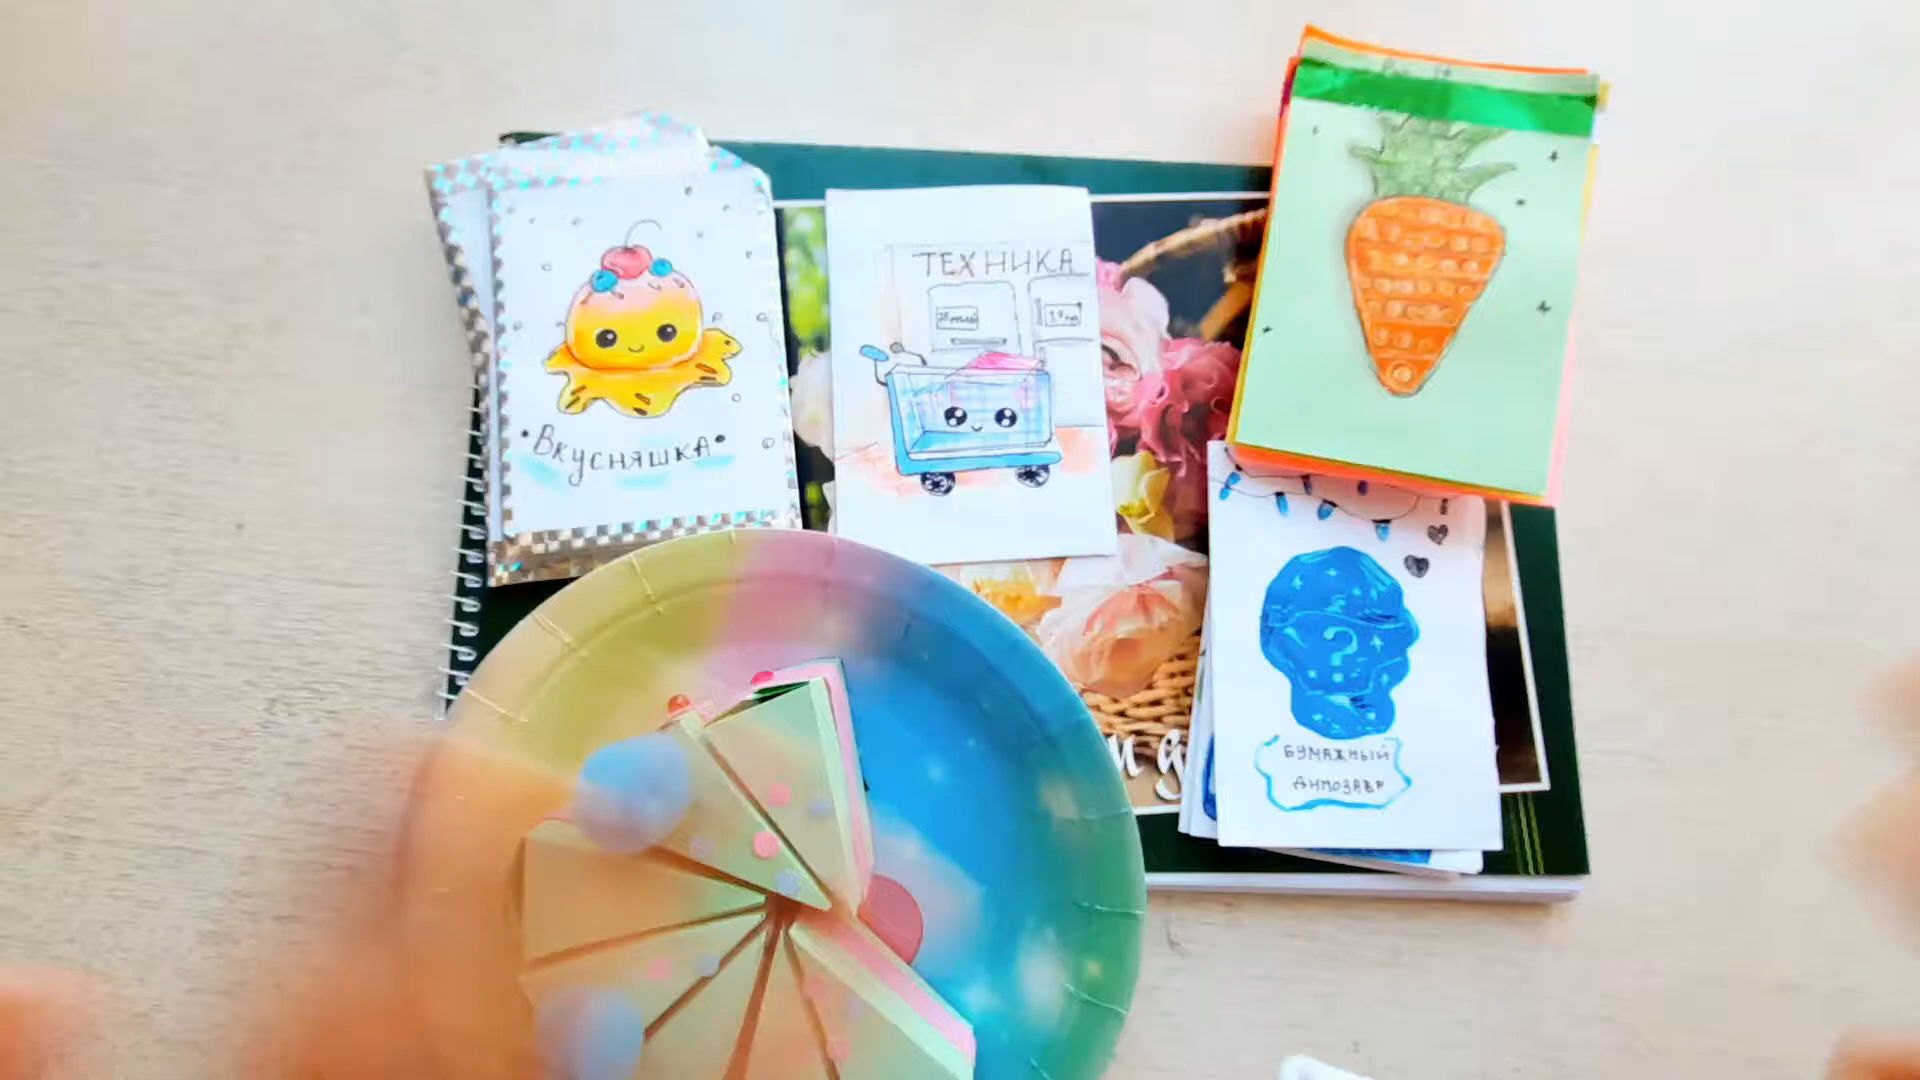 Вкусняшка
ТЕХНИКА
?
БУМАЖНЫЙ
ДИНОЗАВР